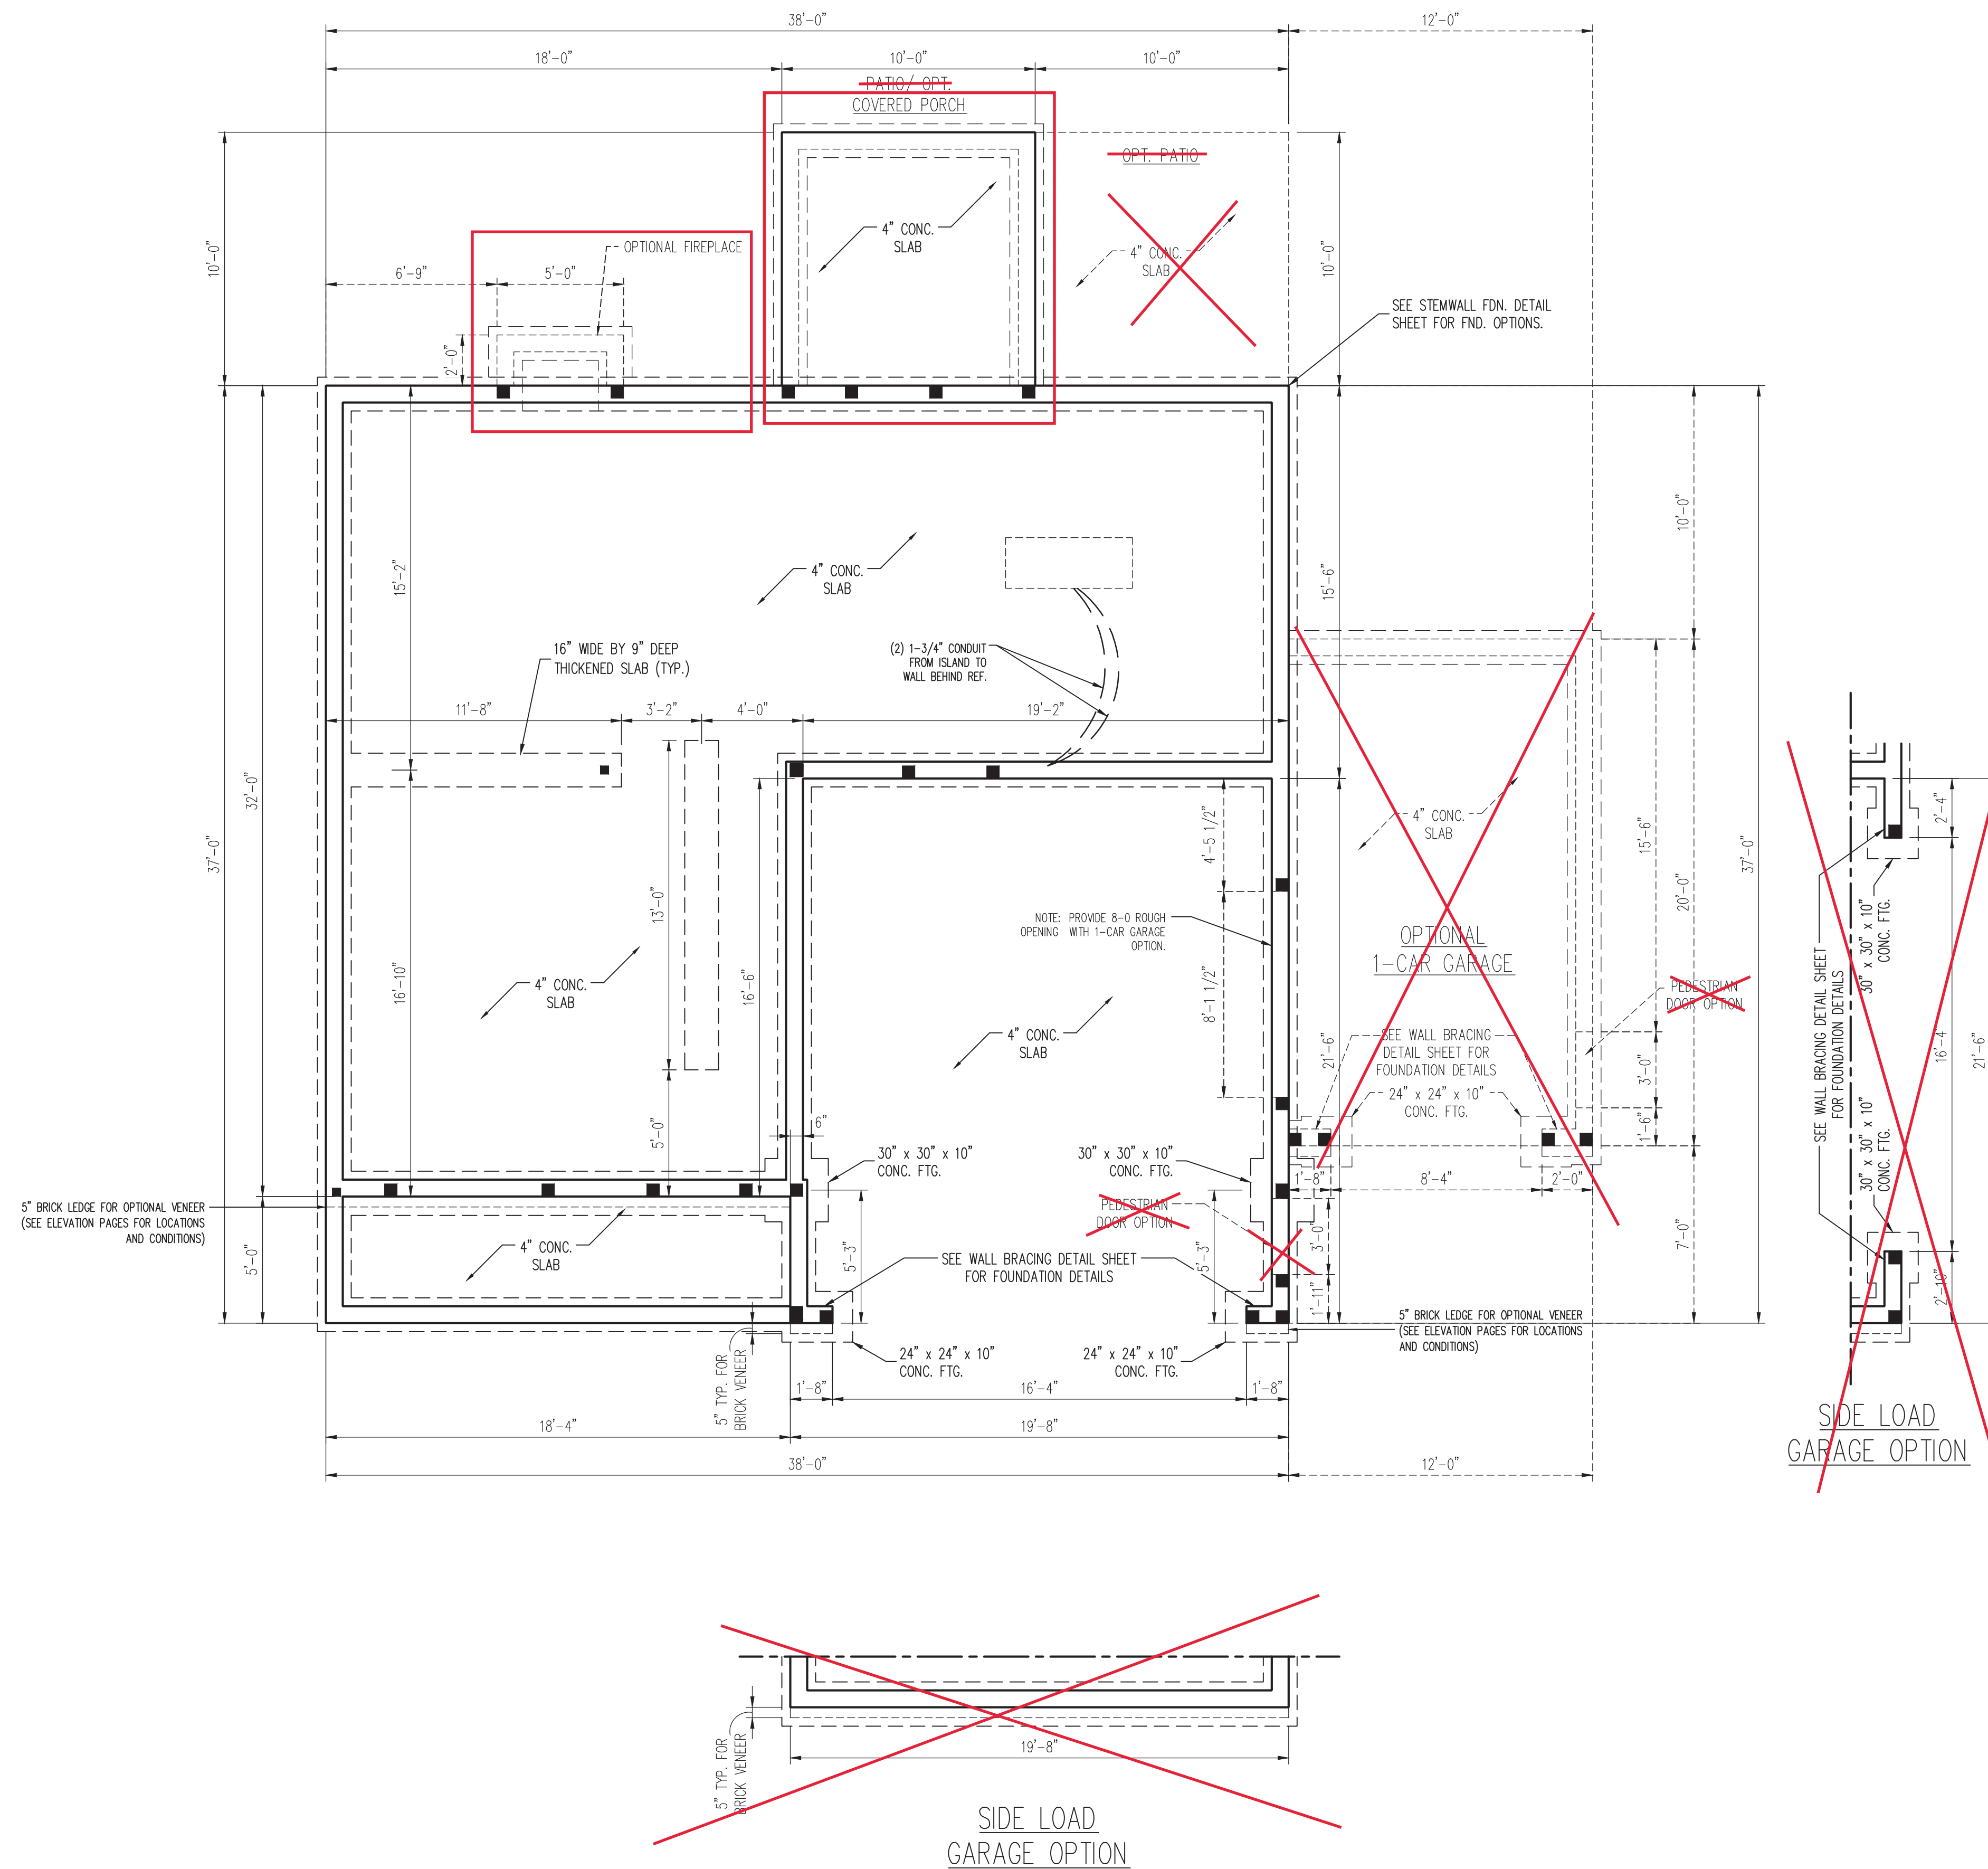 38'-0"
12'-0"
18'-0"
10'-0"
10'-0"
PATIO/ OPT.
COVERED PORCH
OPT. PATIO
4" CONC.
SLAB
4" CONC.
SLAB
10'-0"
10'-0"
OPTIONAL FIREPLACE
6'-9"
5'-0"
2'-0"
SEE STEMWALL FDN. DETAIL
SHEET FOR FND. OPTIONS.
4" CONC.
SLAB
15'-2"
15'-6"
10'-0"
16" WIDE BY 9" DEEP
THICKENED SLAB (TYP.)
(2) 1-3/4" CONDUIT
FROM ISLAND TO
WALL BEHIND REF.
11'-8"
3'-2"
4'-0"
19'-2"
32'-0"
37'-0"
4'-5 1/2"
4" CONC.
SLAB
15'-6"
37'-0"
20'-0"
13'-0"
NOTE: PROVIDE 8-0 ROUGH
OPENING WITH 1-CAR GARAGE
OPTION.
OPTIONAL
1-CAR GARAGE
16'-10"
4" CONC.
SLAB
16'-6"
8'-1 1/2"
PEDESTRIAN
DOOR OPTION
4" CONC.
SLAB
21'-6"
SEE WALL BRACING
DETAIL SHEET FOR
FOUNDATION DETAILS
24" x 24" x 10"
CONC. FTG.
3'-0"
1'-6"
5'-0"
6"
30" x 30" x 10"
CONC. FTG.
30" x 30" x 10"
CONC. FTG.
1'-8"
8'-4"
2'-0"
5" BRICK LEDGE FOR OPTIONAL VENEER
(SEE ELEVATION PAGES FOR LOCATIONS
AND CONDITIONS)
PEDESTRIAN
DOOR OPTION
3'-0"
7'-0"
4" CONC.
SLAB
5'-0"
5'-3"
SEE WALL BRACING DETAIL SHEET
FOR FOUNDATION DETAILS
5'-3"
1'-11"
5" BRICK LEDGE FOR OPTIONAL VENEER
(SEE ELEVATION PAGES FOR LOCATIONS
AND CONDITIONS)
24" x 24" x 10"
CONC. FTG.
24" x 24" x 10"
CONC. FTG.
5" TYP. FOR
BRICK VENEER
1'-8"
16'-4"
1'-8"
18'-4"
19'-8"
38'-0"
12'-0"
2'-4"
30" x 30" x 10"
CONC. FTG.
SEE WALL BRACING DETAIL SHEET
FOR FOUNDATION DETAILS
16'-4
21'-6"
30" x 30" x 10"
CONC. FTG.
2'-10"
SIDE LOAD
GARAGE OPTION
5" TYP. FOR
BRICK VENEER
19'-8"
SIDE LOAD
GARAGE OPTION